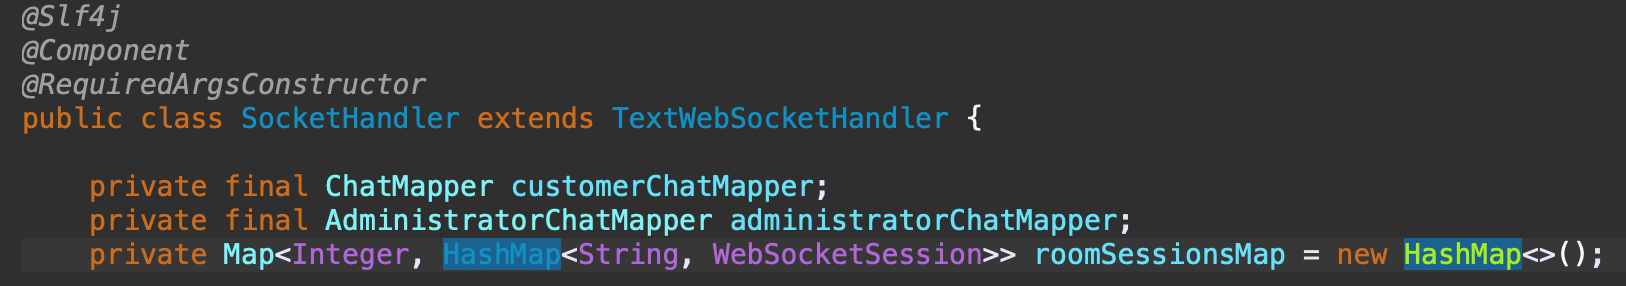 @Slf4j
@Component
@RequiredArgsConstructor
public class SocketHandler extends TextWebSocketHandler {
private final ChatMapper customerChatMapper;
private final AdministratorChatMapper administratorChatMapper;
private Map<Integer, HashMap<String, WebSocketSession>> roomSessionsMap = new HashMap<>();